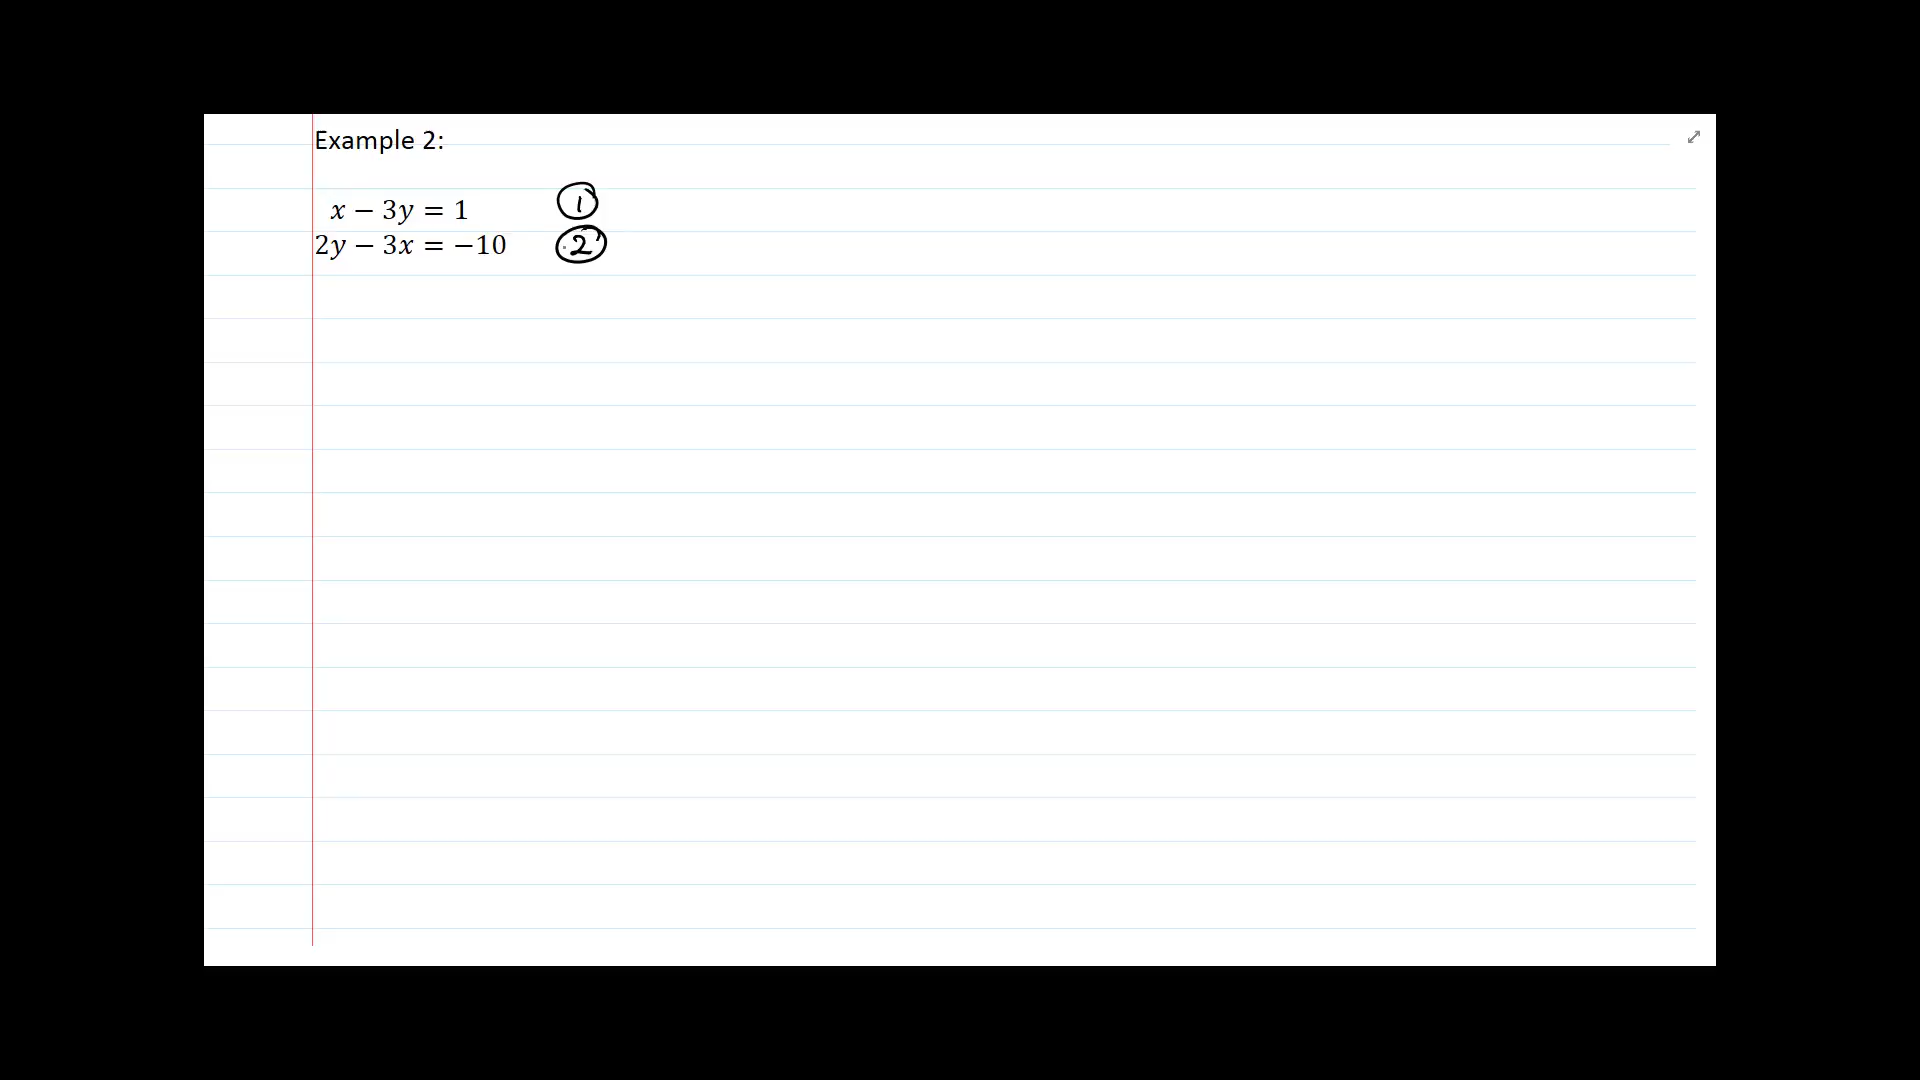 Example 2:
x − 3y = 1 ①
2y − 3x = −10 ②